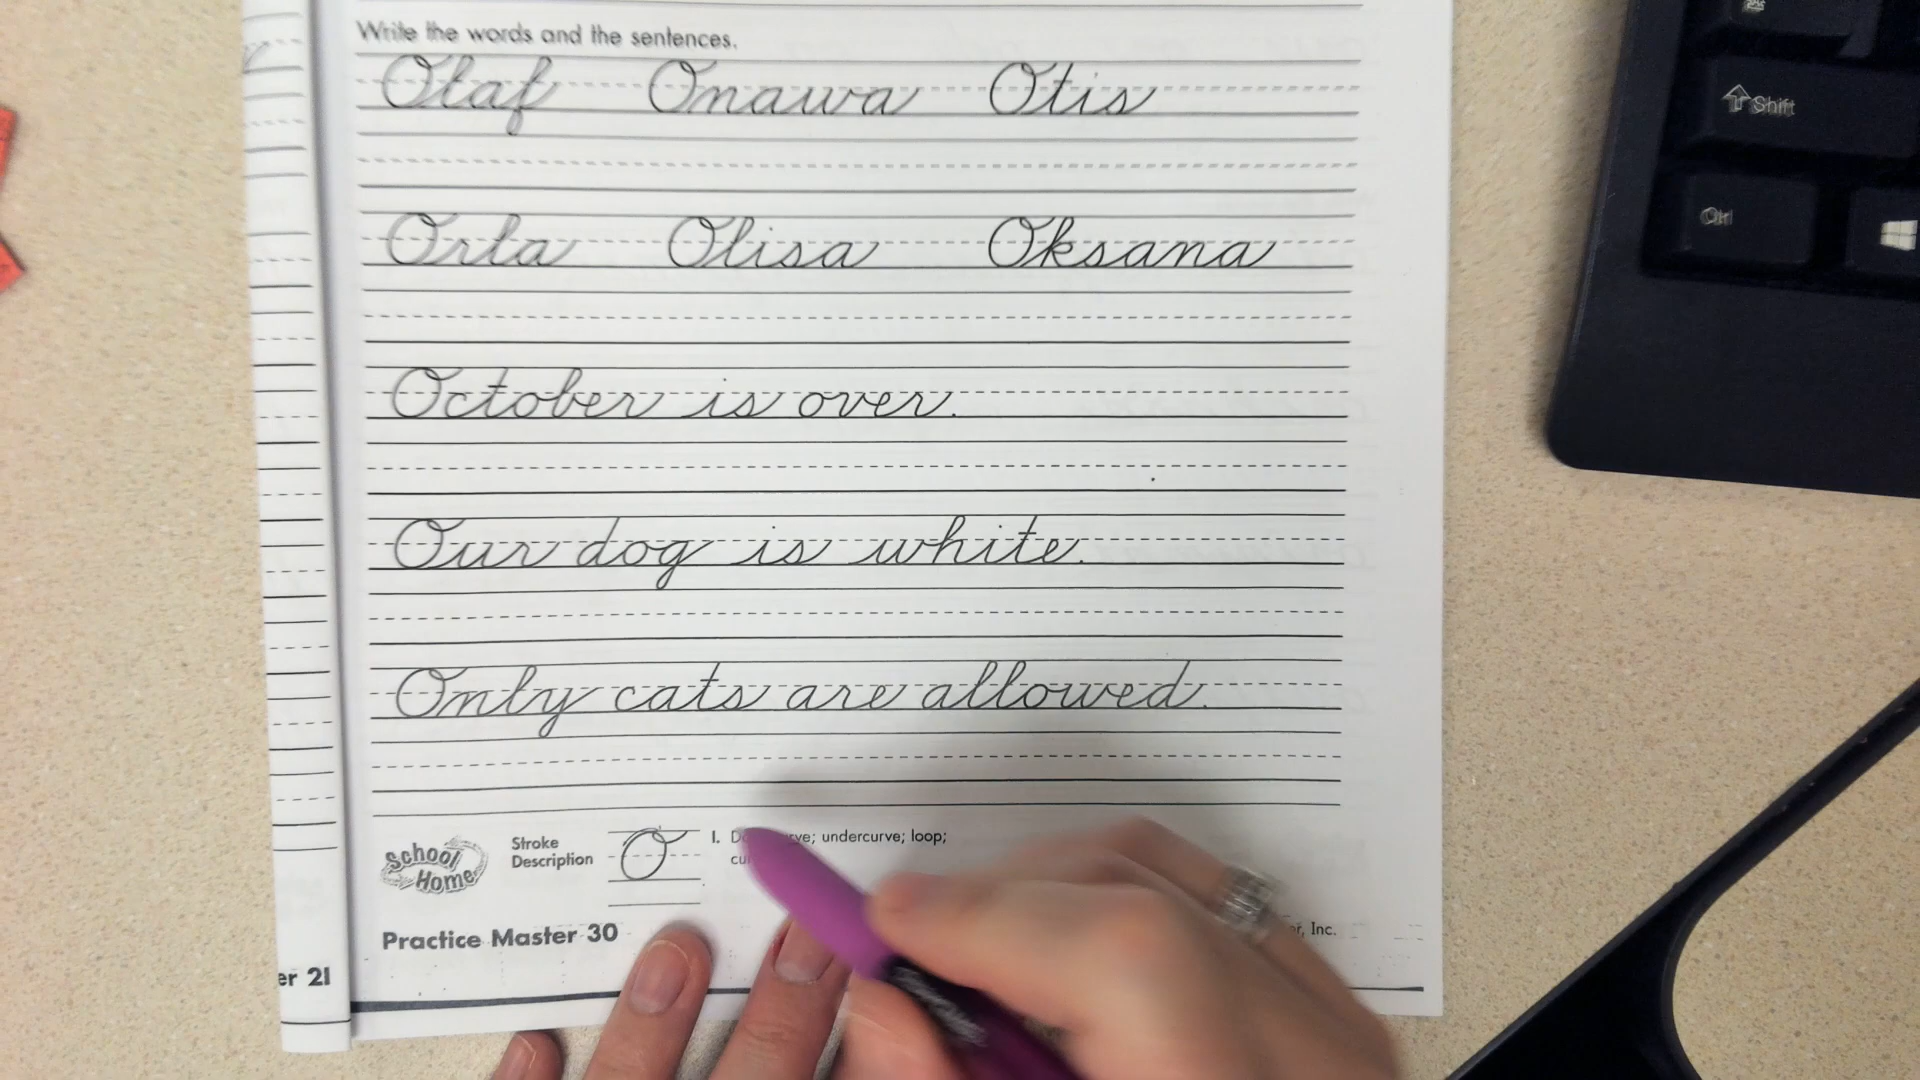 Write the words and the sentences.
Olaf Onawa Otis
Orla Olisa Oksana
October is over.
Our dog is white.
Only cats are allowed.
School Home
Stroke Description
O
1. undercurve; loop;
Practice Master 30
Inc.
21
Shift
Ctrl